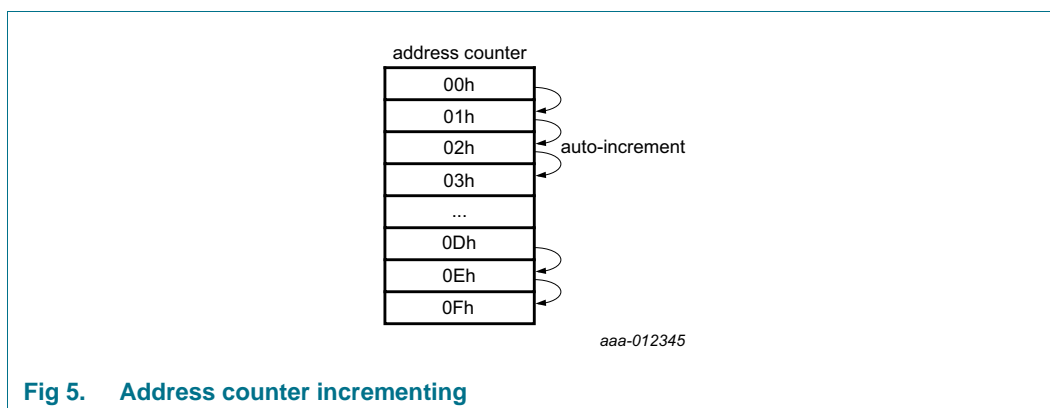 address counter
00h
01h
02h
auto-increment
03h
...
0Dh
0Eh
0Fh
aaa-012345
Fig 5. Address counter incrementing